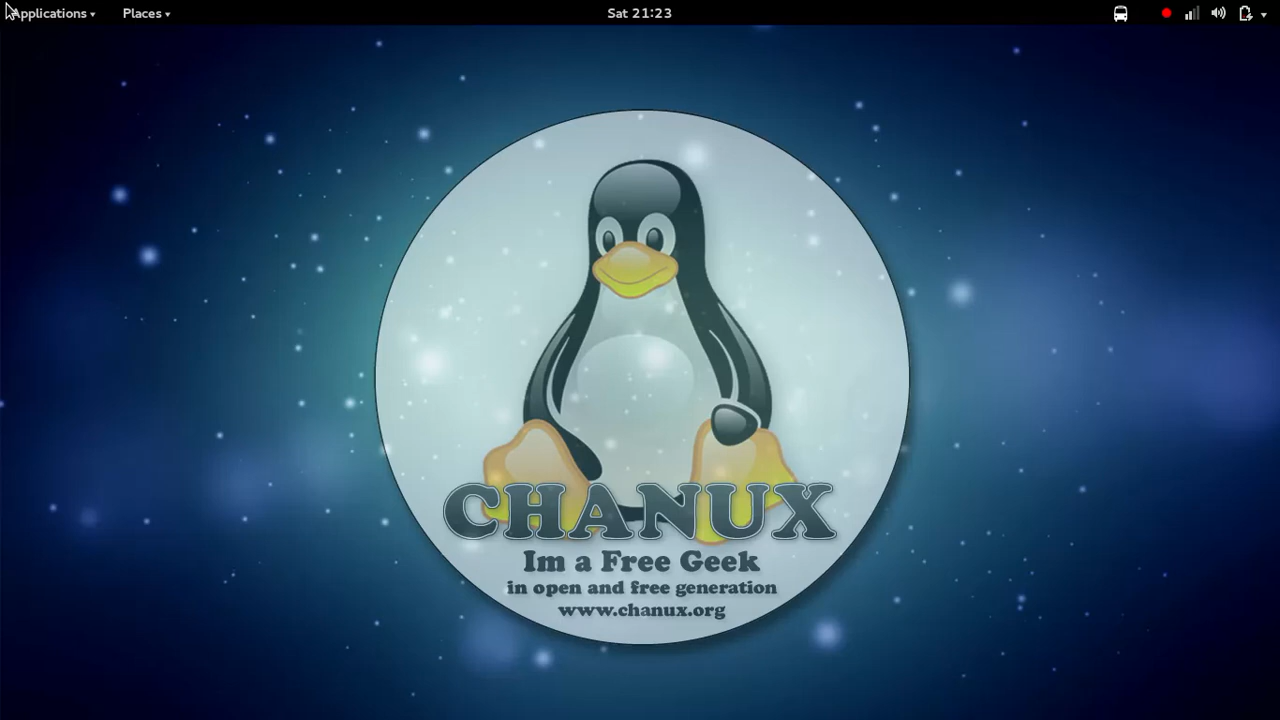 Applications
Places
Sat 21:23
CHANUX
Im a Free Geek
in open and free generation
www.chanux.org